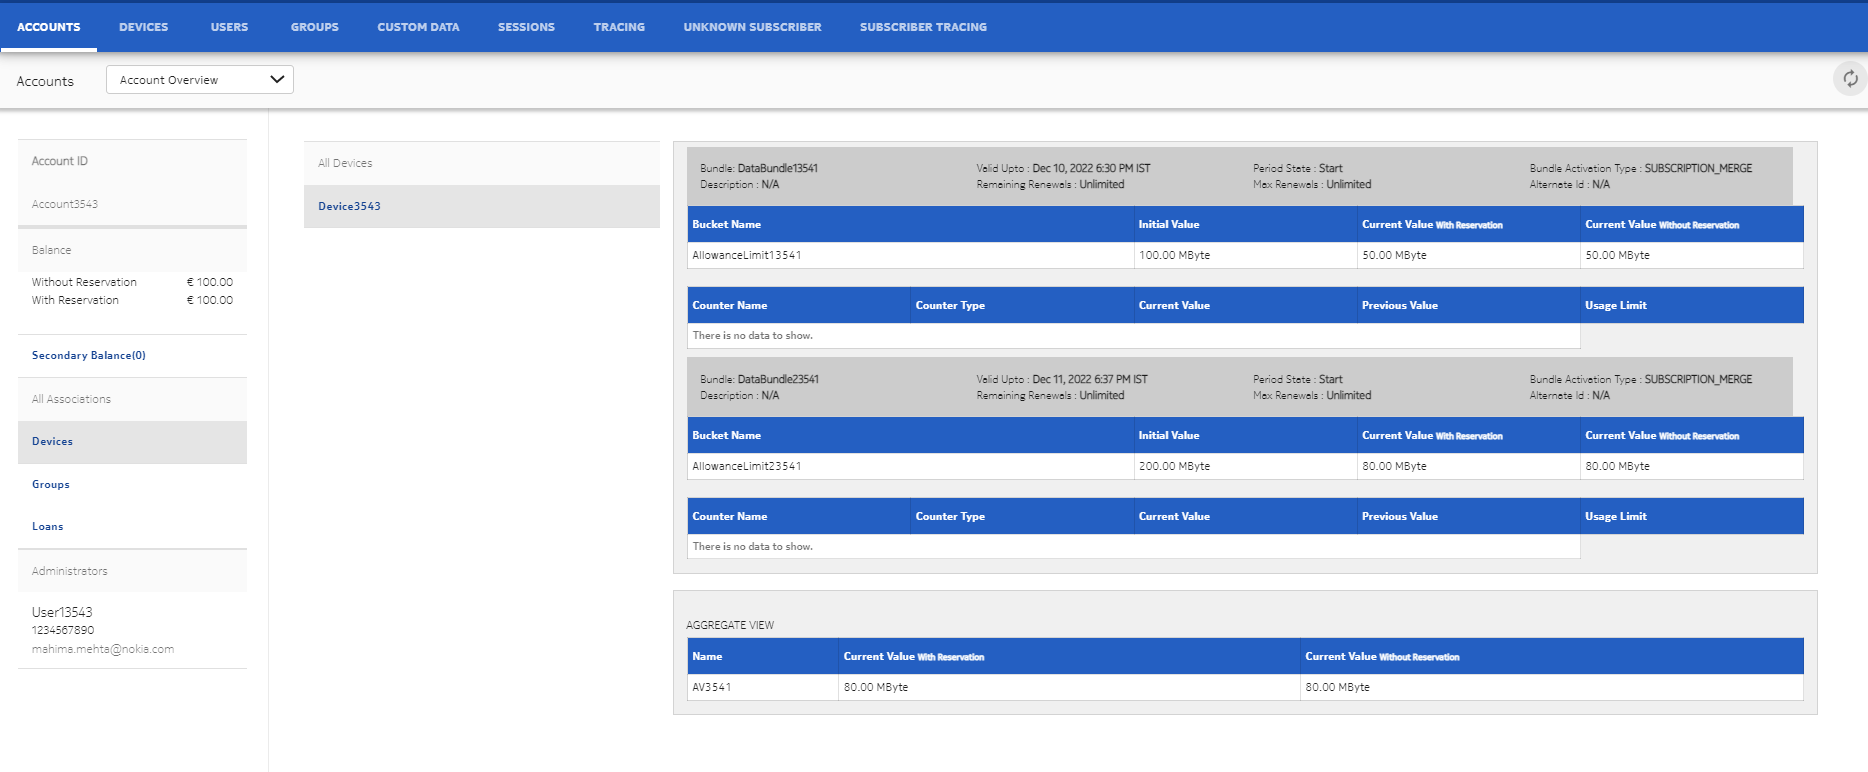 ACCOUNTS DEVICES USERS GROUPS CUSTOM DATA SESSIONS TRACING UNKNOWN SUBSCRIBER SUBSCRIBER TRACING
Accounts Account Overview
Account ID
Account3543
Balance
Without Reservation € 100.00
With Reservation € 100.00
Secondary Balance(0)
All Associations
Devices
Groups
Loans
Administrators
User13543
1234567890
mahima.mehta@nokia.com
All Devices
Device3543
Bundle: DataBundle13541 Valid Upto : Dec 10, 2022 6:30 PM IST Period State : Start Bundle Activation Type : SUBSCRIPTION_MERGE
Description : N/A Remaining Renewals : Unlimited Max Renewals : Unlimited Alternate Id : N/A
Bucket Name Initial Value Current Value With Reservation Current Value Without Reservation
AllowanceLimit13541 100.00 MByte 50.00 MByte 50.00 MByte
Counter Name Counter Type Current Value Previous Value Usage Limit
There is no data to show.
Bundle: DataBundle23541 Valid Upto : Dec 11, 2022 6:37 PM IST Period State : Start Bundle Activation Type : SUBSCRIPTION_MERGE
Description : N/A Remaining Renewals : Unlimited Max Renewals : Unlimited Alternate Id : N/A
Bucket Name Initial Value Current Value With Reservation Current Value Without Reservation
AllowanceLimit23541 200.00 MByte 80.00 MByte 80.00 MByte
Counter Name Counter Type Current Value Previous Value Usage Limit
There is no data to show.
AGGREGATE VIEW
Name Current Value With Reservation Current Value Without Reservation
AV3541 80.00 MByte 80.00 MByte